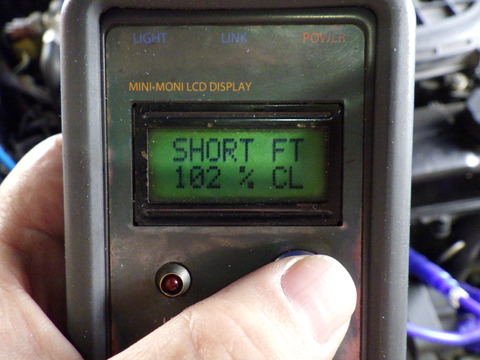 LIGHT LINK POWER
MINI-MONI LCD DISPLAY
SHORT FT
102 % CL